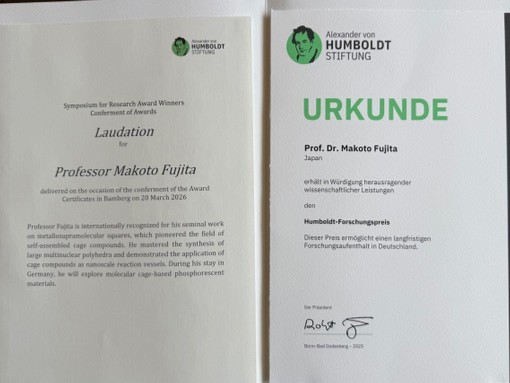 Alexander von
HUMBOLDT
STIFTUNG
Symposium for Research Award Winners
Conferment of Awards
Laudation
for
Professor Makoto Fujita
delivered on the occasion of the conferment of the Award
Certificates in Bamberg on 20 March 2026
Professor Fujita is internationally recognized for his seminal work
on metallosupramolecular squares, which pioneered the field of
self-assembled cage compounds. He mastered the synthesis of
large multinuclear polyhedra and demonstrated the application of
cage compounds as nanoscale reaction vessels. During his stay in
Germany, he will explore molecular cage-based phosphorescent
materials.
Alexander von
HUMBOLDT
STIFTUNG
URKUNDE
Prof. Dr. Makoto Fujita
Japan
erhält in Würdigung herausragender
wissenschaftlicher Leistungen
den
Humboldt-Forschungspreis
Dieser Preis ermöglicht einen langfristigen
Forschungsaufenthalt in Deutschland.
Der Präsident
Bonn-Bad Godesberg – 2025